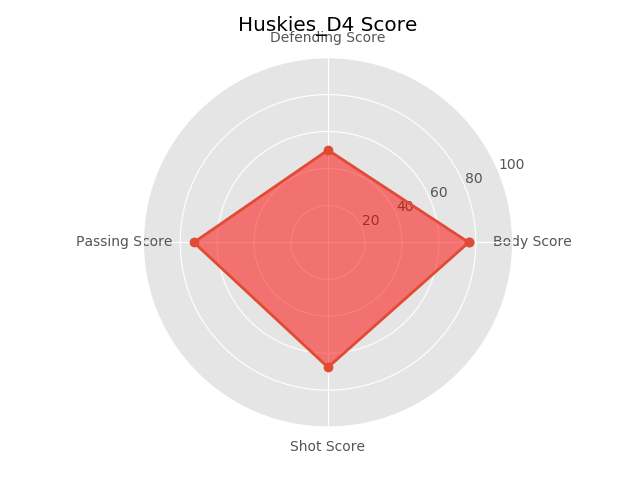 Huskies_D4 Score
Defending Score
100
80
60
40
20
Passing Score
Body Score
Shot Score